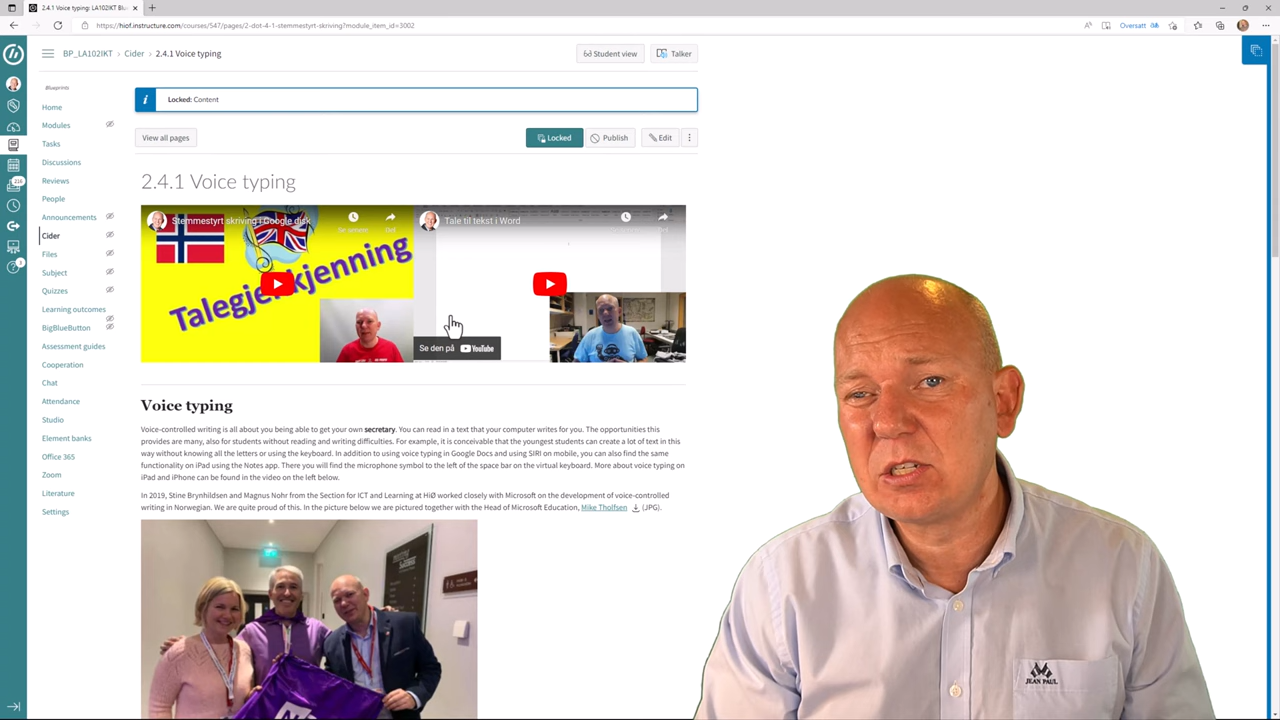 2.4.1 Voice typing: LA102IKT Blu
https://hiof.instructure.com/courses/547/pages/2-dot-4-1-stemmestyrt-skriving?module_item_id=3002
Oversatt
BP_LA102IKT > Cider > 2.4.1 Voice typing
Student view
Talker
Blueprints
Home
Modules
Tasks
Discussions
Reviews
People
Announcements
Cider
Files
Subject
Quizzes
Learning outcomes
BigBlueButton
Assessment guides
Cooperation
Chat
Attendance
Studio
Element banks
Office 365
Zoom
Literature
Settings
Locked: Content
View all pages
Locked
Publish
Edit
2.4.1 Voice typing
Stemmestyrt skriving i Google disk
Se senere
Del
Tale til tekst i Word
Se den på YouTube
Voice typing
Voice-controlled writing is all about you being able to get your own secretary. You can read in a text that your computer writes for you. The opportunities this
provides are many, also for students without reading and writing difficulties. For example, it is conceivable that the youngest students can create a lot of text in this
way without knowing all the letters or using the keyboard. In addition to using voice typing in Google Docs and using SIRI on mobile, you can also find the same
functionality on iPad using the Notes app. There you will find the microphone symbol to the left of the space bar on the virtual keyboard. More about voice typing on
iPad and iPhone can be found in the video on the left below.
In 2019, Stine Brynhildsen and Magnus Nohr from the Section for ICT and Learning at HiØ worked closely with Microsoft on the development of voice-controlled
writing in Norwegian. We are quite proud of this. In the picture below we are pictured together with the Head of Microsoft Education, Mike Tholfsen (JPG).
JEAN PAUL